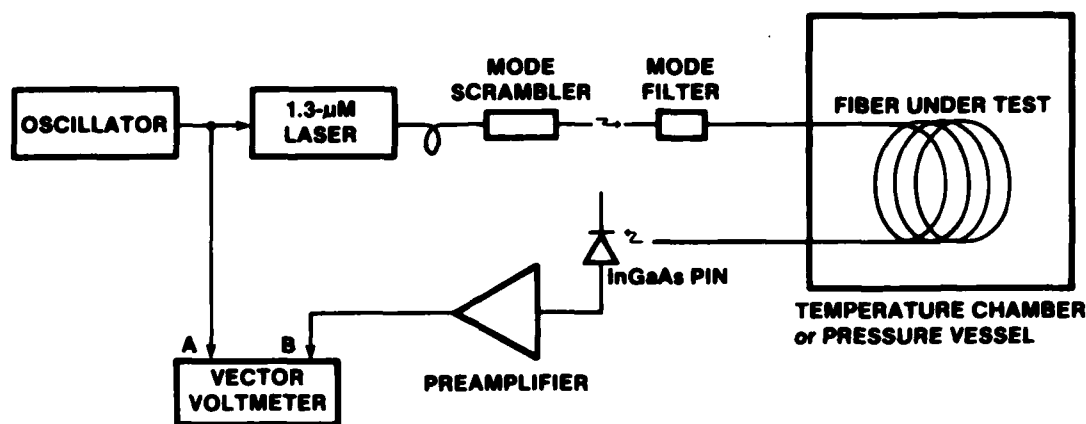 OSCILLATOR
1.3-μM
LASER
MODE
SCRAMBLER
MODE
FILTER
FIBER UNDER TEST
InGaAs PIN
TEMPERATURE CHAMBER
or PRESSURE VESSEL
PREAMPLIFIER
A
B
VECTOR
VOLTMETER